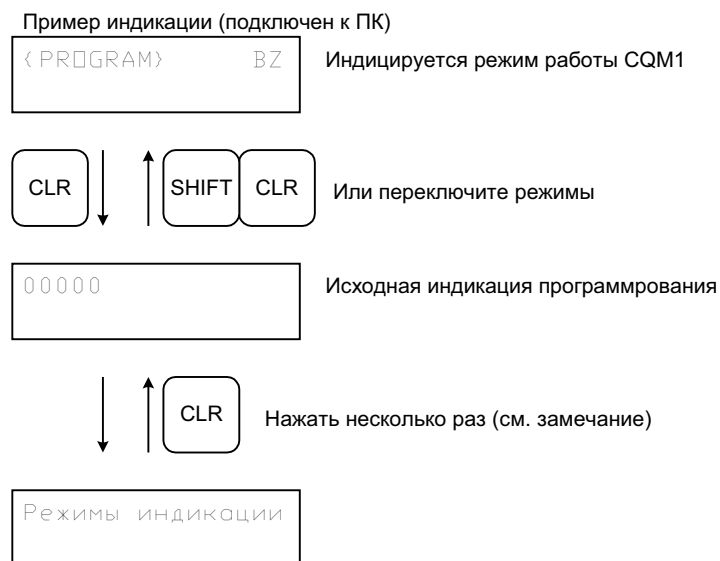 Пример индикации (подключен к ПК)
<PROGRAM> BZ
Индицируется режим работы CQM1
CLR
SHIFT
CLR
Или переключите режимы
00000
Исходная индикация программрования
CLR
Нажать несколько раз (см. замечание)
Режимы индикации